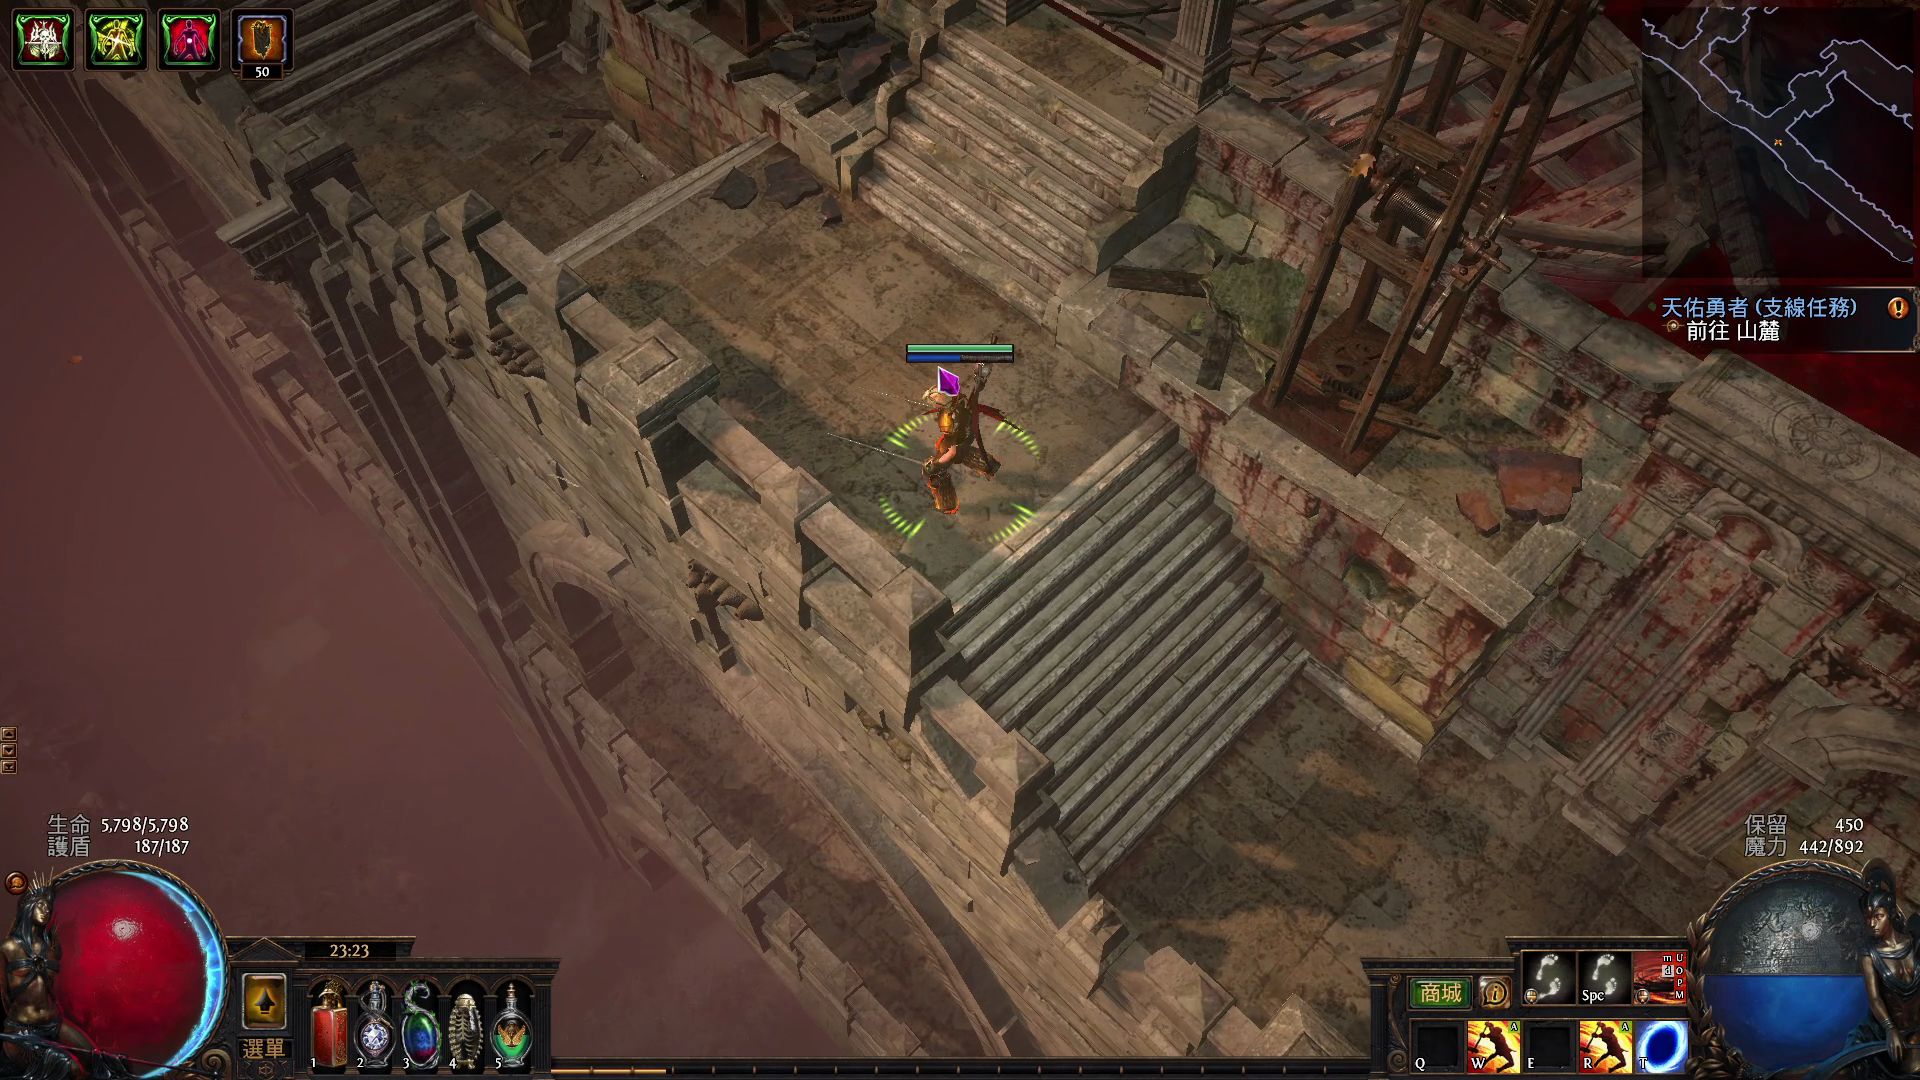 50
天佑勇者 (支線任務)
前往 山麓
生命 5,798/5,798
護盾 187/187
保留 450
魔力 442/892
23:23
選單
1 2 3 4 5
商城
Spc
m U
d O
P
M
Q W A E R A T